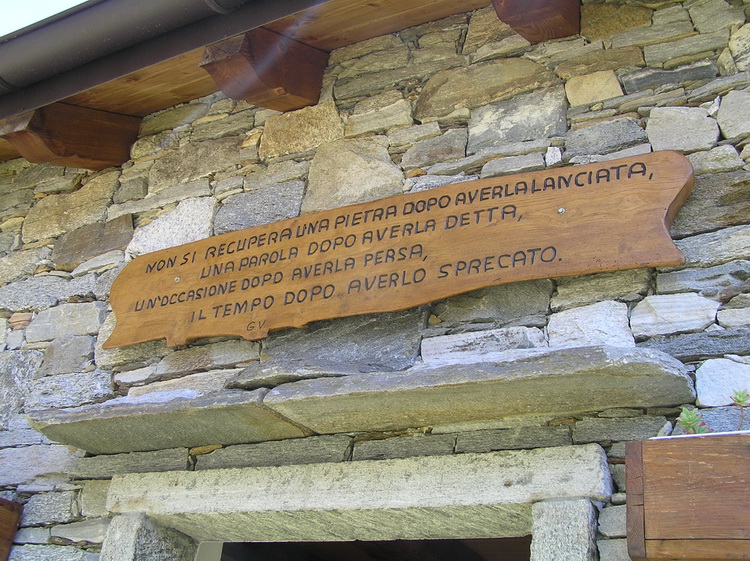 NON SI RECUPERA UNA PIETRA DOPO AVERLA LANCIATA,
UNA PAROLA DOPO AVERLA DETTA,
UN'OCCASIONE DOPO AVERLA PERSA,
IL TEMPO DOPO AVERLO SPRECATO.
GV